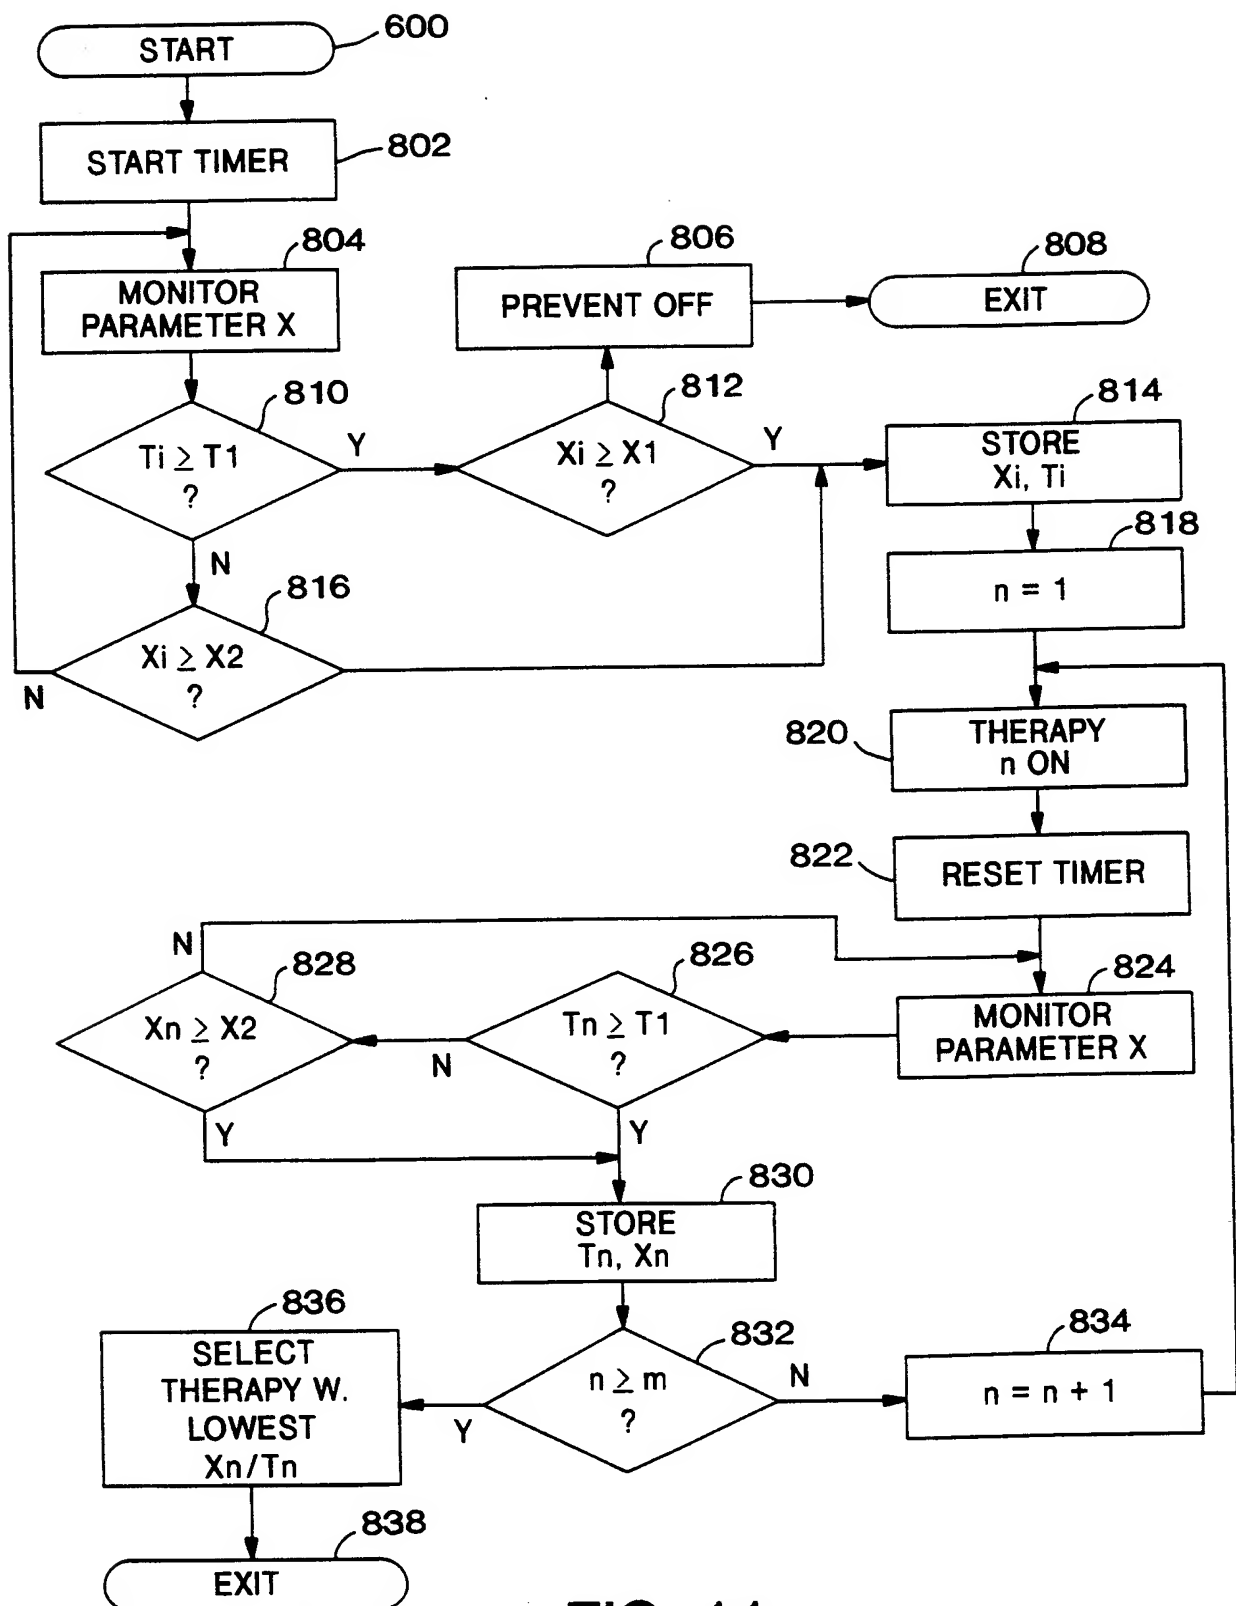 START
600
START TIMER
802
804
MONITOR
PARAMETER X
806
PREVENT OFF
808
EXIT
810
Ti ≥ T1
?
Y
N
812
Xi ≥ X1
?
Y
814
STORE
Xi, Ti
816
Xi ≥ X2
?
N
818
n = 1
820
THERAPY
n ON
822
RESET TIMER
824
MONITOR
PARAMETER X
826
Tn ≥ T1
?
N
Y
828
Xn ≥ X2
?
N
Y
830
STORE
Tn, Xn
832
n ≥ m
?
N
Y
834
n = n + 1
836
SELECT
THERAPY W.
LOWEST
Xn/Tn
838
EXIT